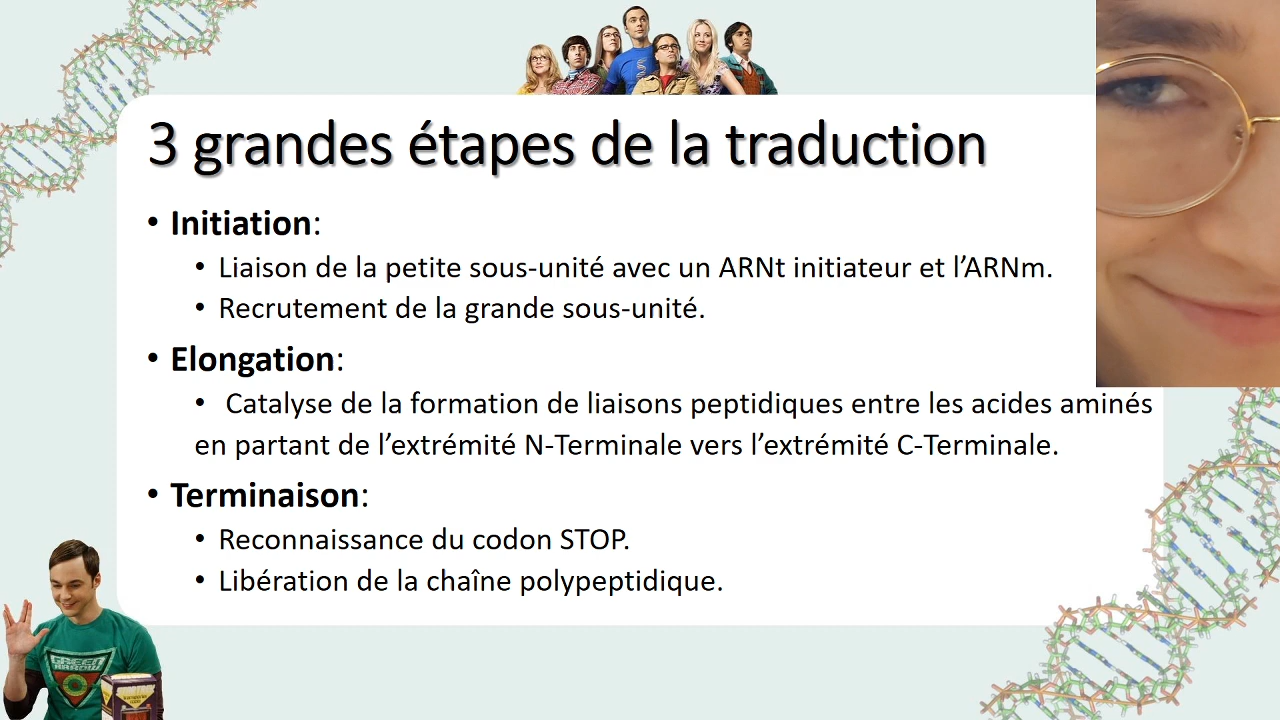 3 grandes étapes de la traduction
• Initiation:
• Liaison de la petite sous-unité avec un ARNt initiateur et l’ARNm.
• Recrutement de la grande sous-unité.
• Elongation:
• Catalyse de la formation de liaisons peptidiques entre les acides aminés
en partant de l’extrémité N-Terminale vers l’extrémité C-Terminale.
• Terminaison:
• Reconnaissance du codon STOP.
• Libération de la chaîne polypeptidique.
GREEN
ARROW